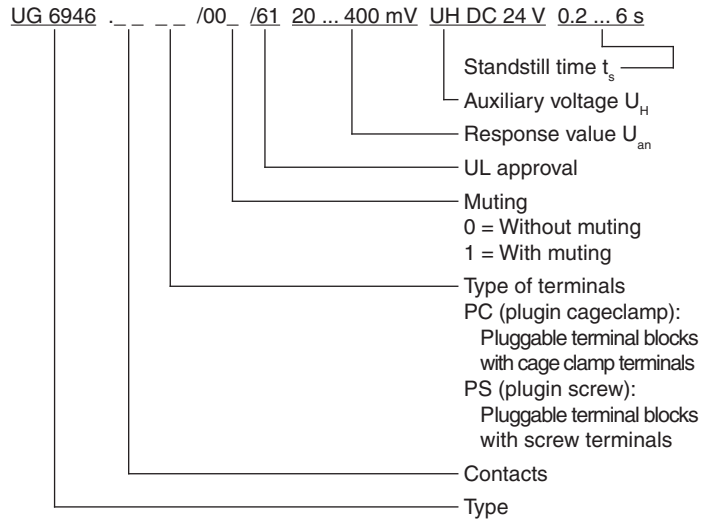 UG 6946 ._ _ _ _ /00_ /61 20 ... 400 mV UH DC 24 V 0.2 ... 6 s
Standstill time ts
Auxiliary voltage UH
Response value Uan
UL approval
Muting
0 = Without muting
1 = With muting
Type of terminals
PC (plugin cageclamp):
Pluggable terminal blocks
with cage clamp terminals
PS (plugin screw):
Pluggable terminal blocks
with screw terminals
Contacts
Type